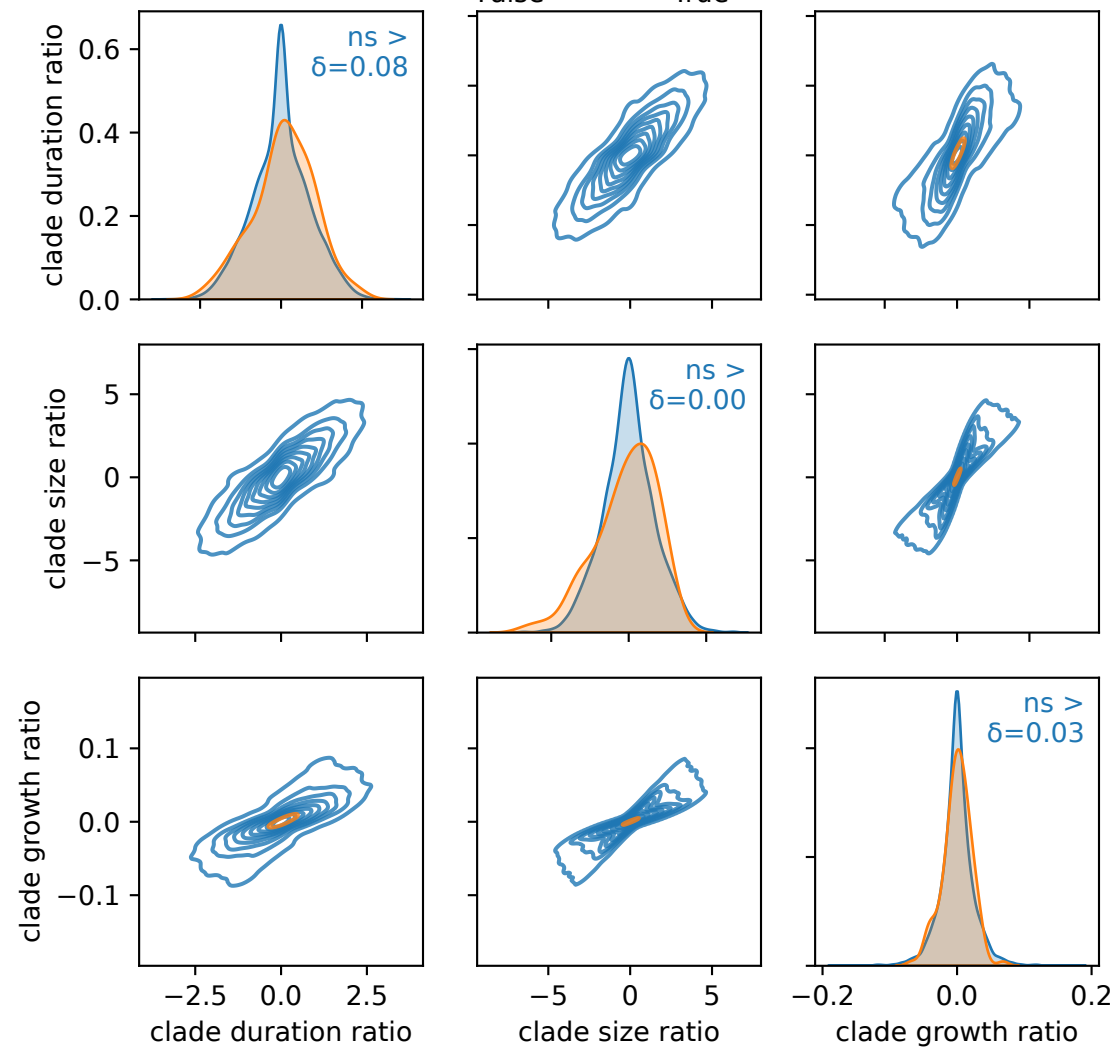 True
0.6
0.4
0.2
0.0
clade duration ratio
ns >
δ=0.08
5
0
−5
clade size ratio
ns >
δ=0.00
0.1
0.0
−0.1
clade growth ratio
ns >
δ=0.03
−2.5 0.0 2.5
−5 0 5
−0.2 0.0 0.2
clade duration ratio
clade size ratio
clade growth ratio